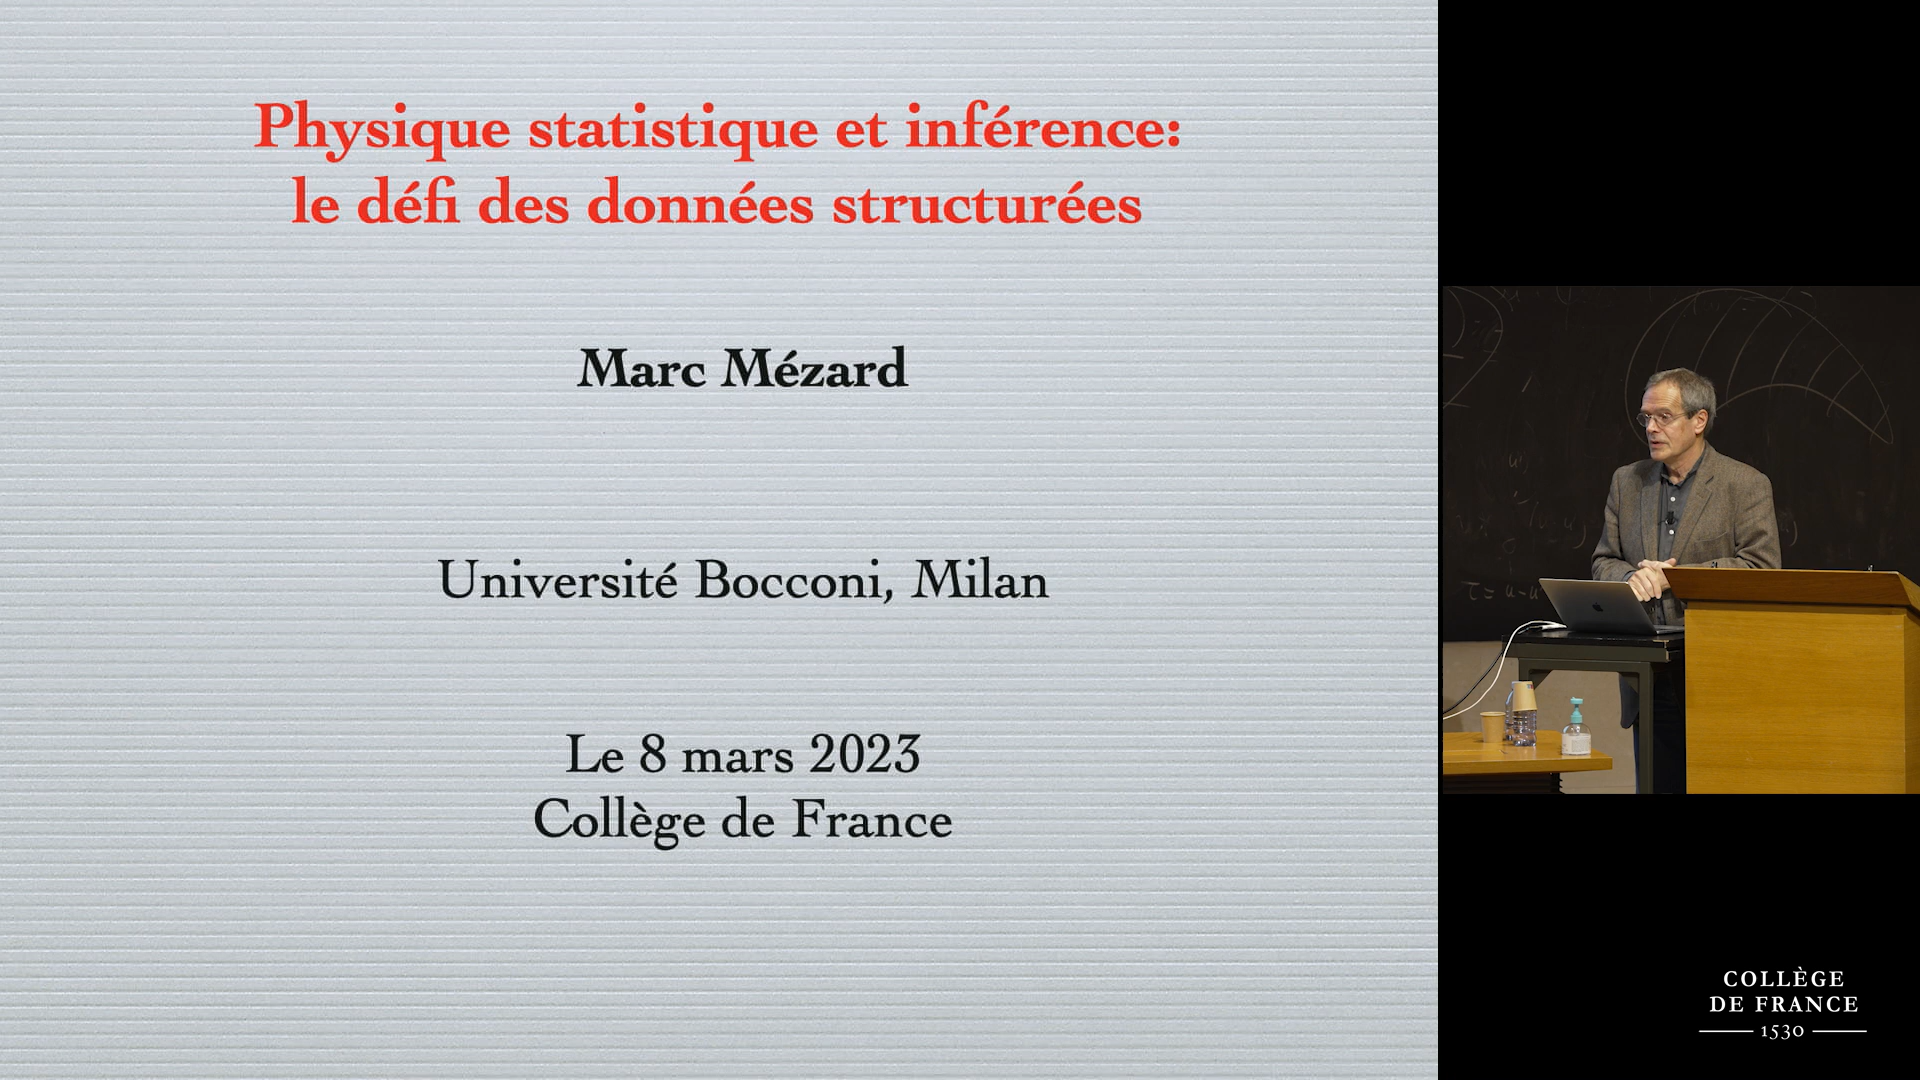 Physique statistique et inférence:
le défi des données structurées
Marc Mézard
Université Bocconi, Milan
Le 8 mars 2023
Collège de France
COLLÈGE
DE FRANCE
1530